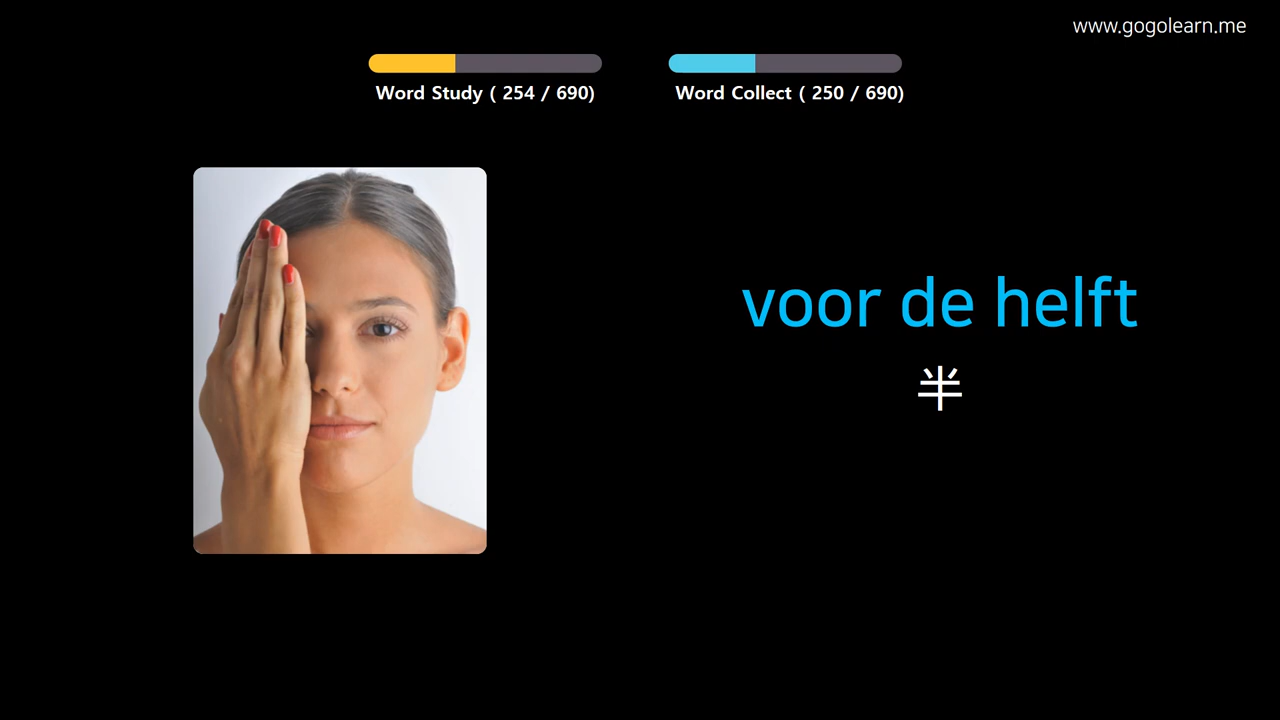 www.gogolearn.me
Word Study ( 254 / 690)
Word Collect ( 250 / 690)
voor de helft
半